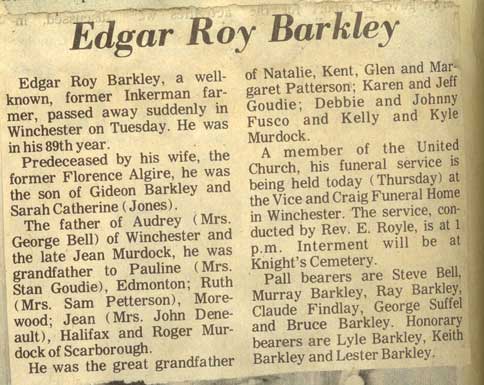 Edgar Roy Barkley
Edgar Roy Barkley, a well-
known, former Inkerman far-
mer, passed away suddenly in
Winchester on Tuesday. He was
in his 89th year.
Predeceased by his wife, the
former Florence Algire, he was
the son of Gideon Barkley and
Sarah Catherine (Jones).
The father of Audrey (Mrs.
George Bell) of Winchester and
the late Jean Murdock, he was
grandfather to Pauline (Mrs.
Stan Goudie), Edmonton; Ruth
(Mrs. Sam Petterson), More-
wood; Jean (Mrs. John Dene-
ault), Halifax and Roger Mur-
dock of Scarborough.
He was the great grandfather
of Natalie, Kent, Glen and Mar-
garet Patterson; Karen and Jeff
Goudie; Debbie and Johnny
Fusco and Kelly and Kyle
Murdock.
A member of the United
Church, his funeral service is
being held today (Thursday) at
the Vice and Craig Funeral Home
in Winchester. The service, con-
ducted by Rev. E. Royle, is at 1
p.m. Interment will be at
Knight's Cemetery.
Pall bearers are Steve Bell,
Murray Barkley, Ray Barkley,
Claude Findlay, George Suffel
and Bruce Barkley. Honorary
bearers are Lyle Barkley, Keith
Barkley and Lester Barkley.